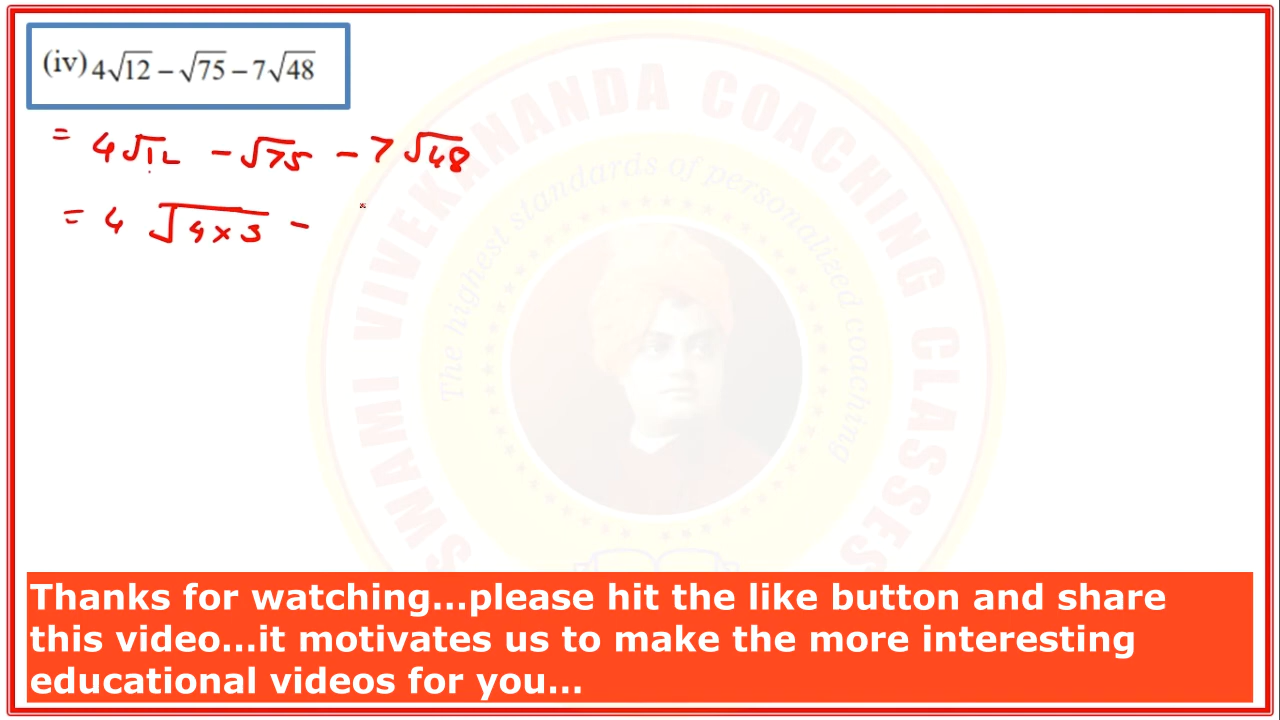 (iv) 4√12 – √75 – 7√48
= 4√12 - √75 - 7√48
= 4 √4×3 -
SWAMI VIVEKANANDA COACHING CLASSES
The highest standards of personalized coaching
Thanks for watching...please hit the like button and share
this video...it motivates us to make the more interesting
educational videos for you...